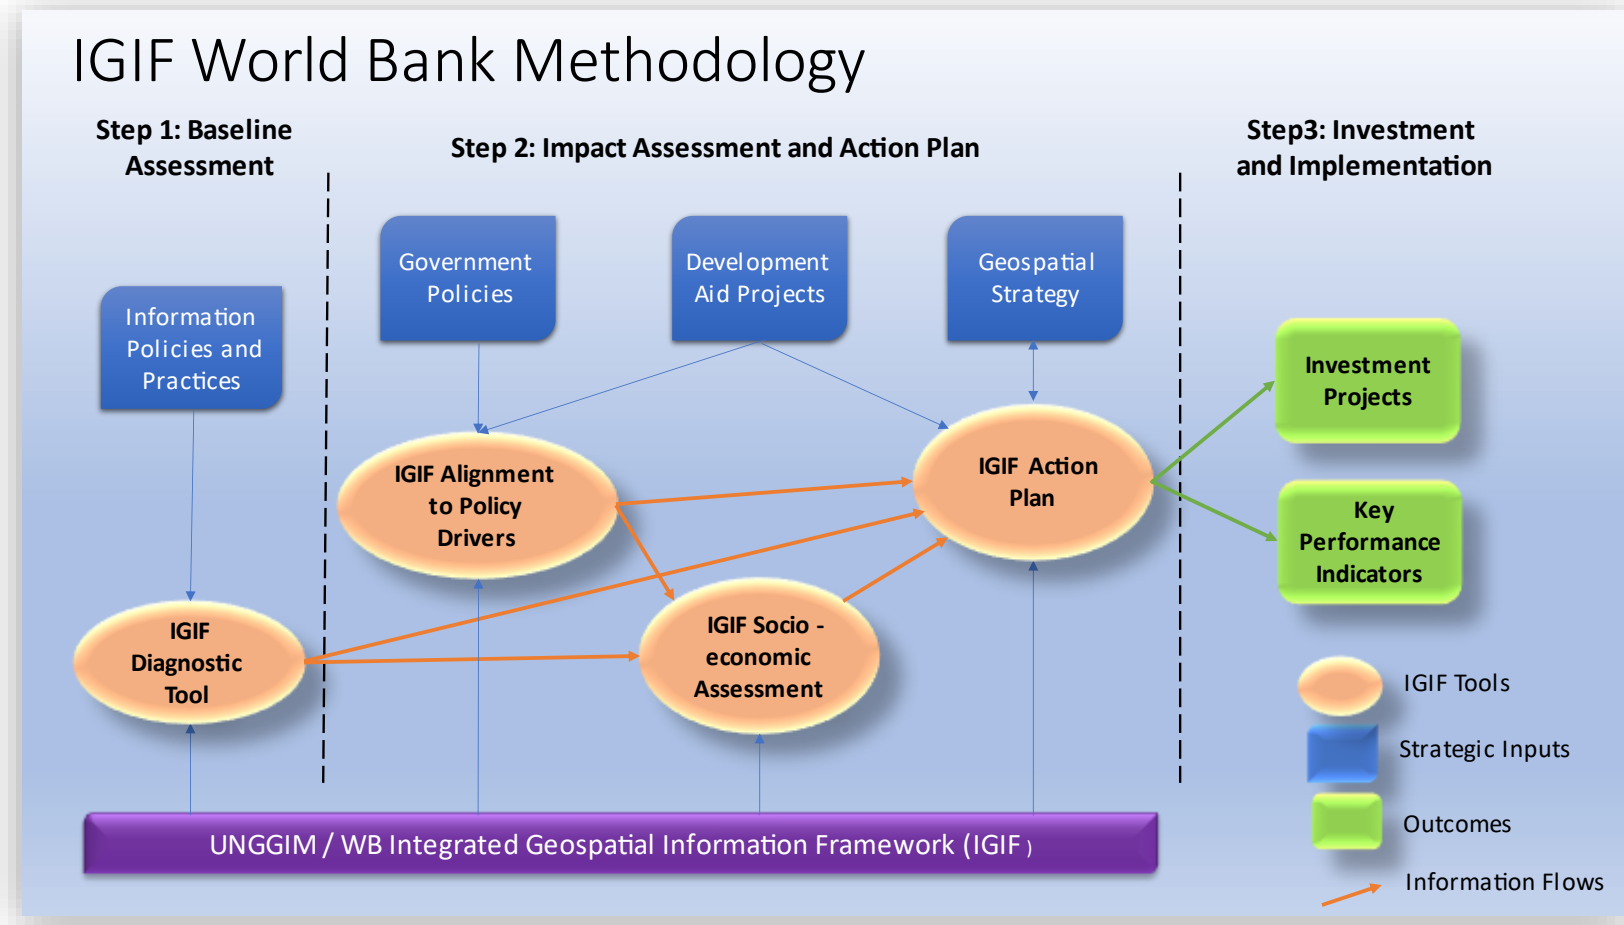 IGIF World Bank Methodology
Step 1: Baseline
Assessment
Step 2: Impact Assessment and Action Plan
Step3: Investment
and Implementation
Information
Policies and
Practices
Government
Policies
Development
Aid Projects
Geospatial
Strategy
IGIF Alignment
to Policy
Drivers
IGIF Action
Plan
IGIF
Diagnostic
Tool
IGIF Socio -
economic
Assessment
Investment
Projects
Key
Performance
Indicators
UNGGIM / WB Integrated Geospatial Information Framework (IGIF )
IGIF Tools
Strategic Inputs
Outcomes
Information Flows